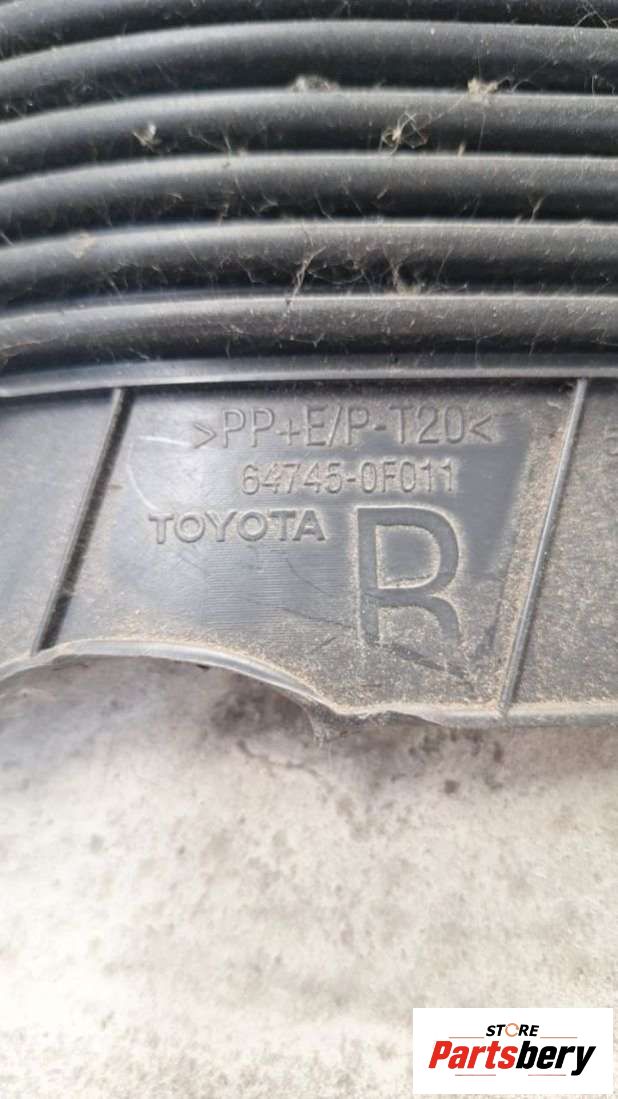 >PP+E/P-T20<
64745-0F011
TOYOTA R
STORE
Partsbery